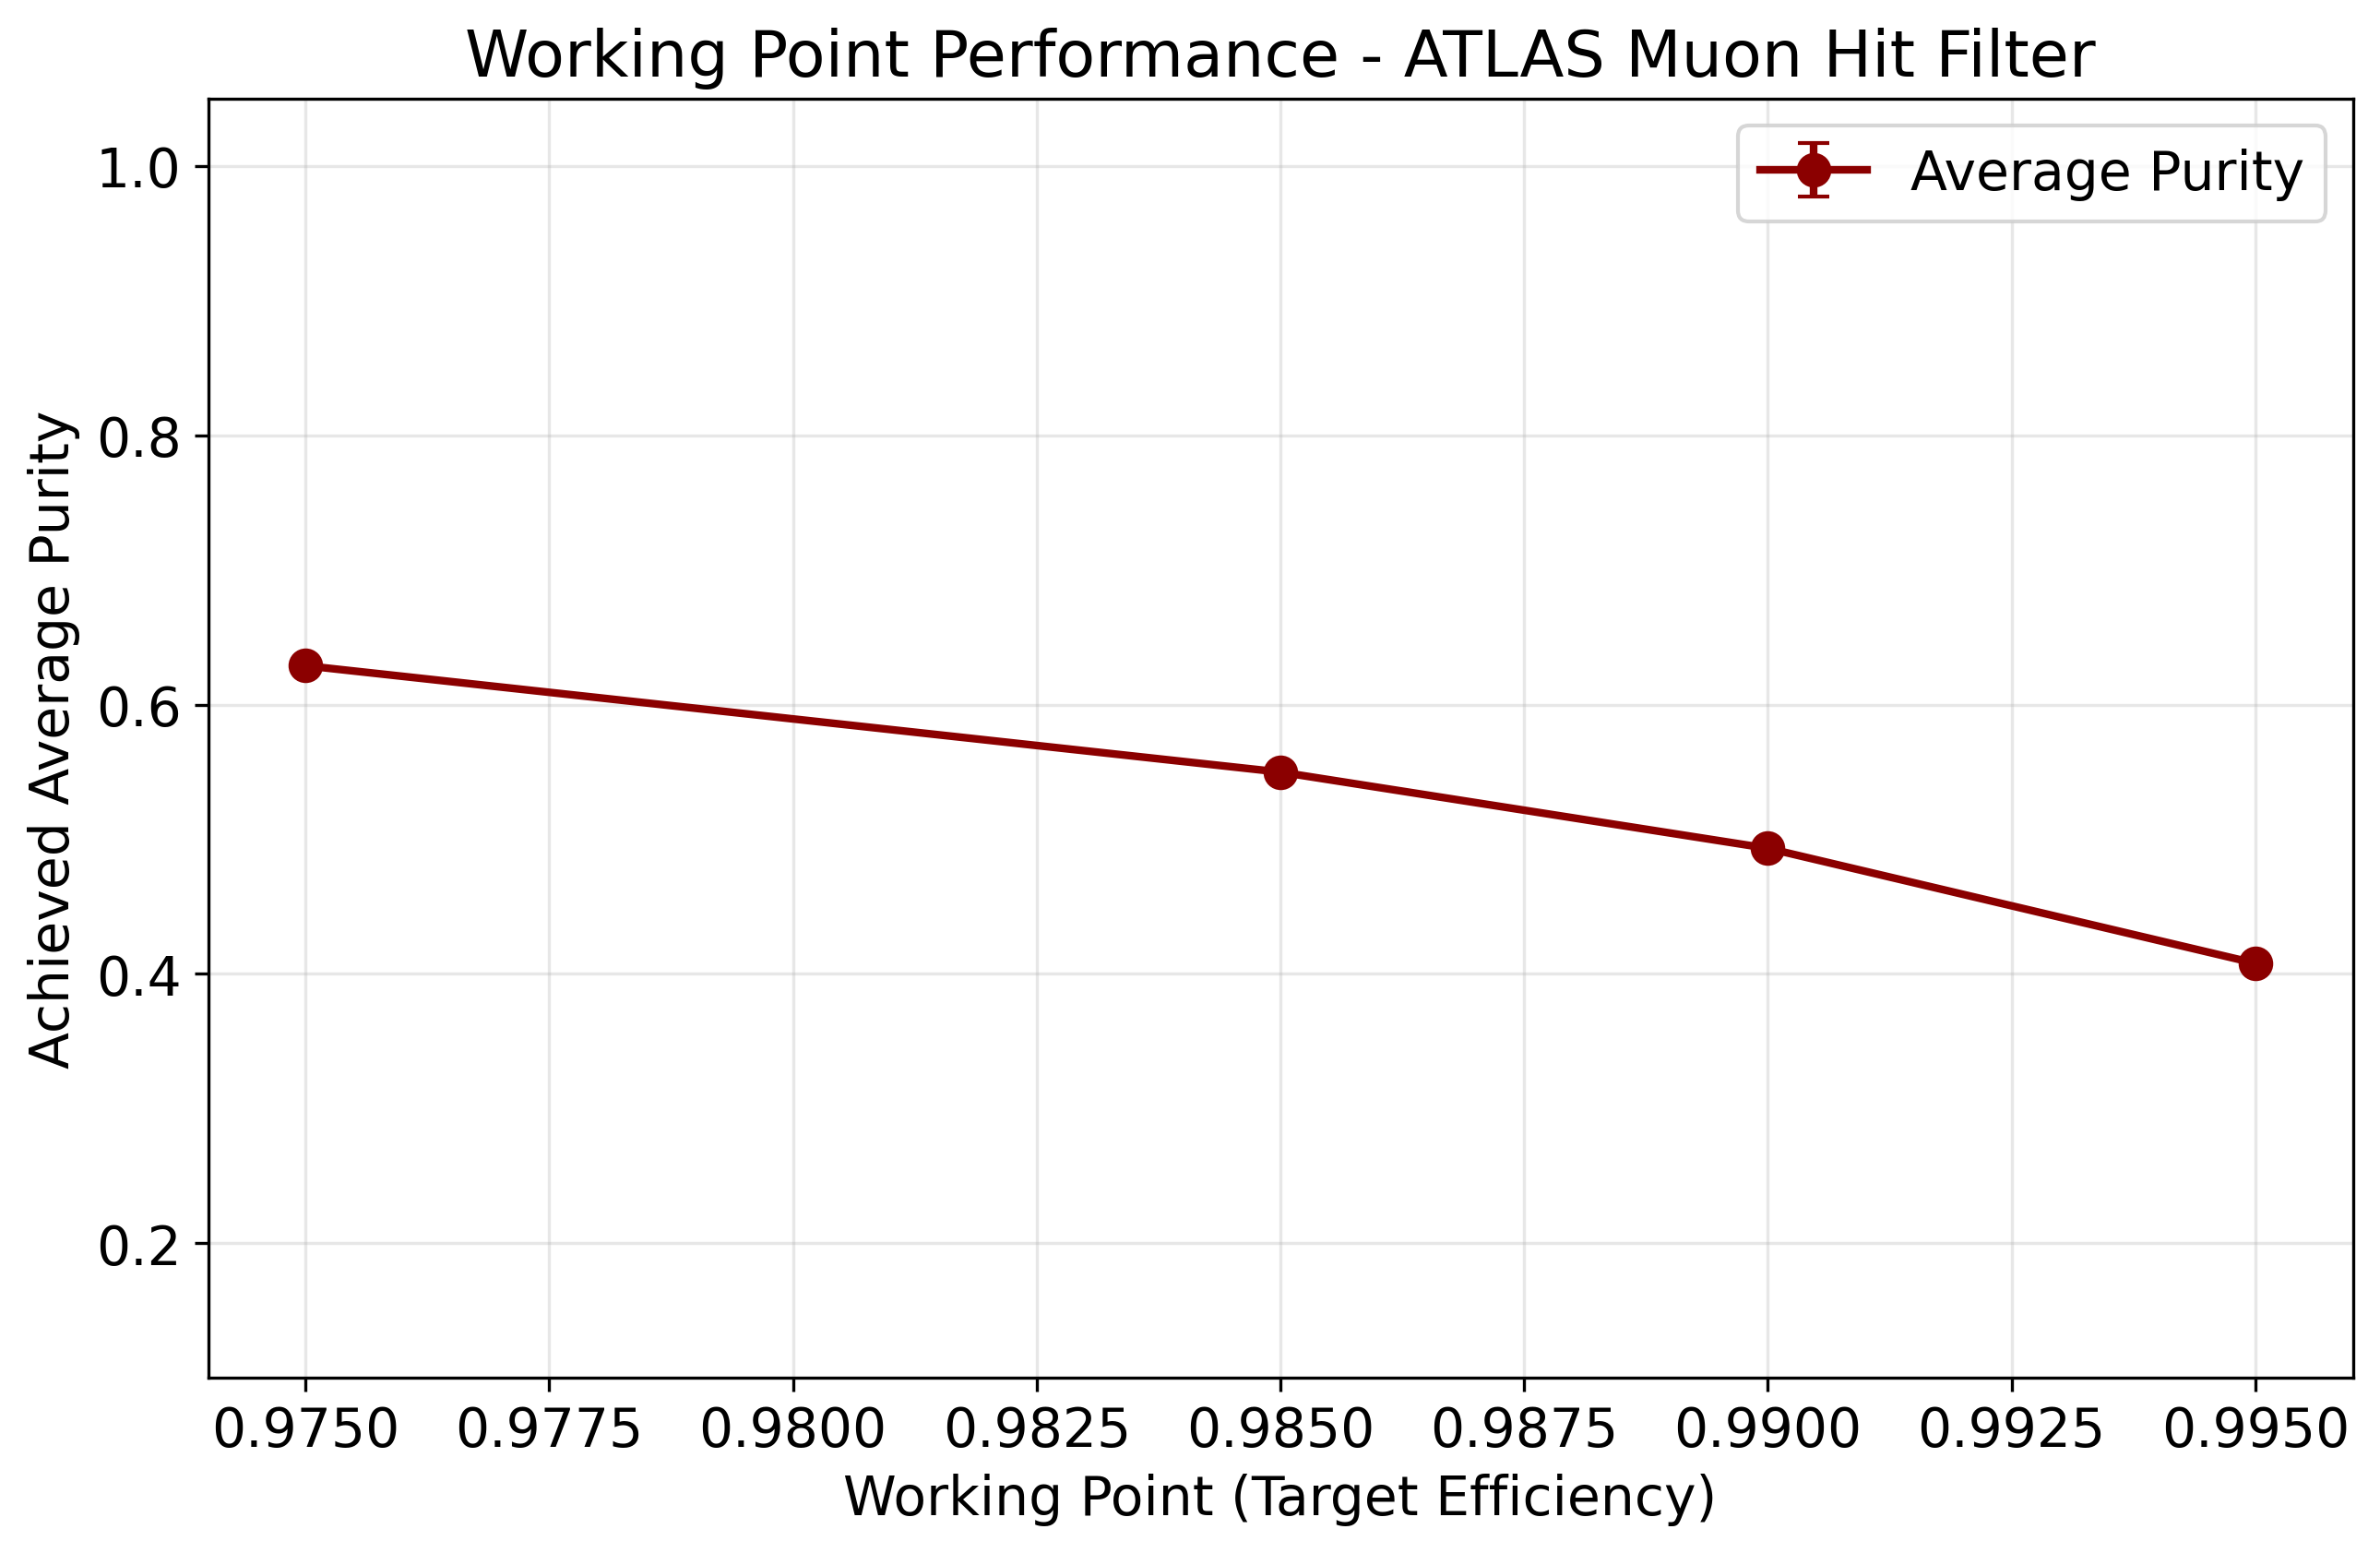 Working Point Performance - ATLAS Muon Hit Filter
Average Purity
Achieved Average Purity
1.0
0.8
0.6
0.4
0.2
0.9750 0.9775 0.9800 0.9825 0.9850 0.9875 0.9900 0.9925 0.9950
Working Point (Target Efficiency)